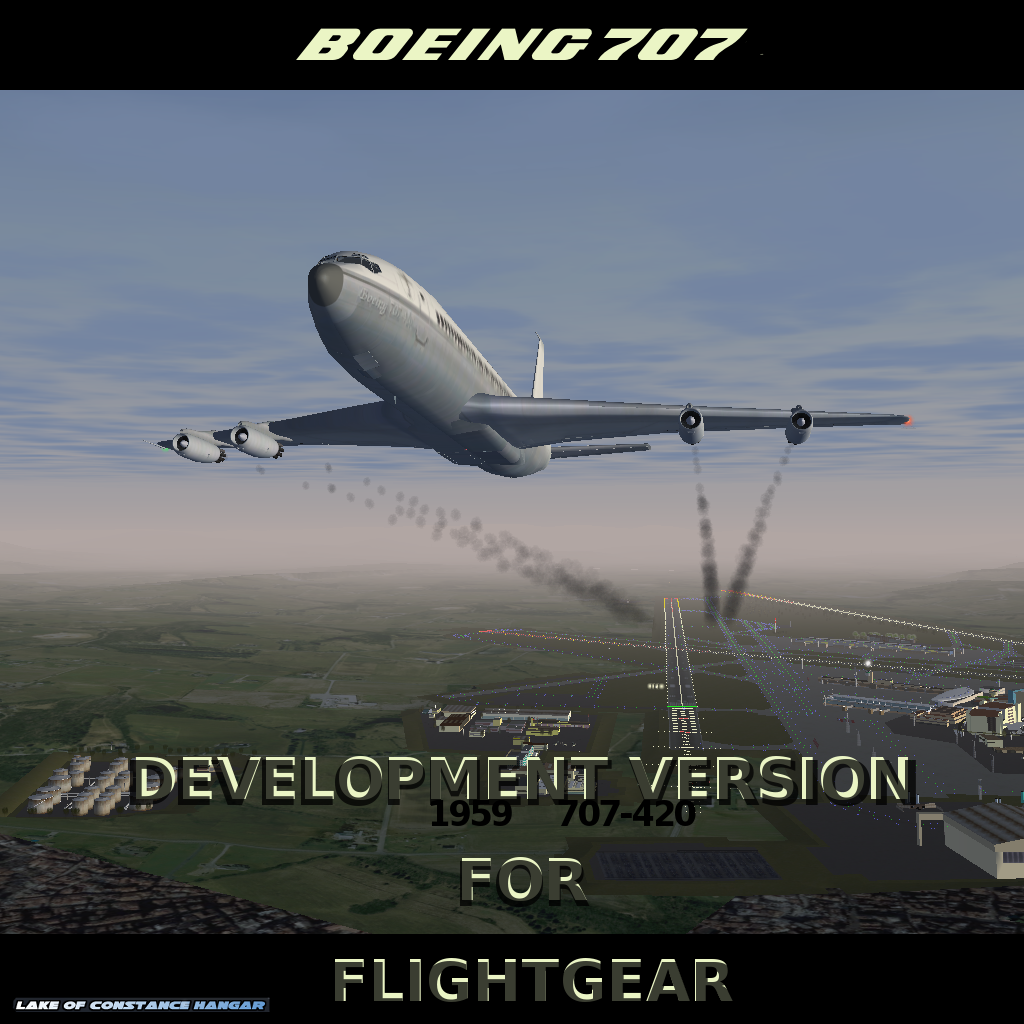 BOEING 707
DEVELOPMENT VERSION
1959 707-420
FOR
FLIGHTGEAR
LAKE OF CONSTANCE HANGAR